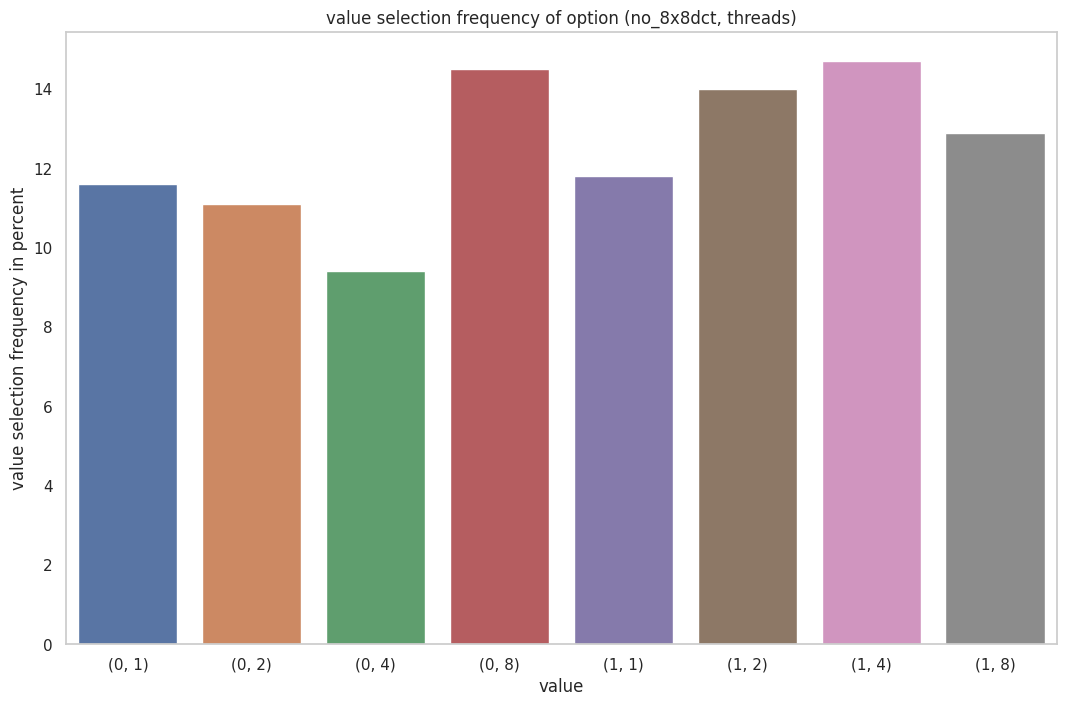 value selection frequency of option (no_8x8dct, threads)
value selection frequency in percent
14
12
10
8
6
4
2
0
(0, 1) (0, 2) (0, 4) (0, 8) (1, 1) (1, 2) (1, 4) (1, 8)
value